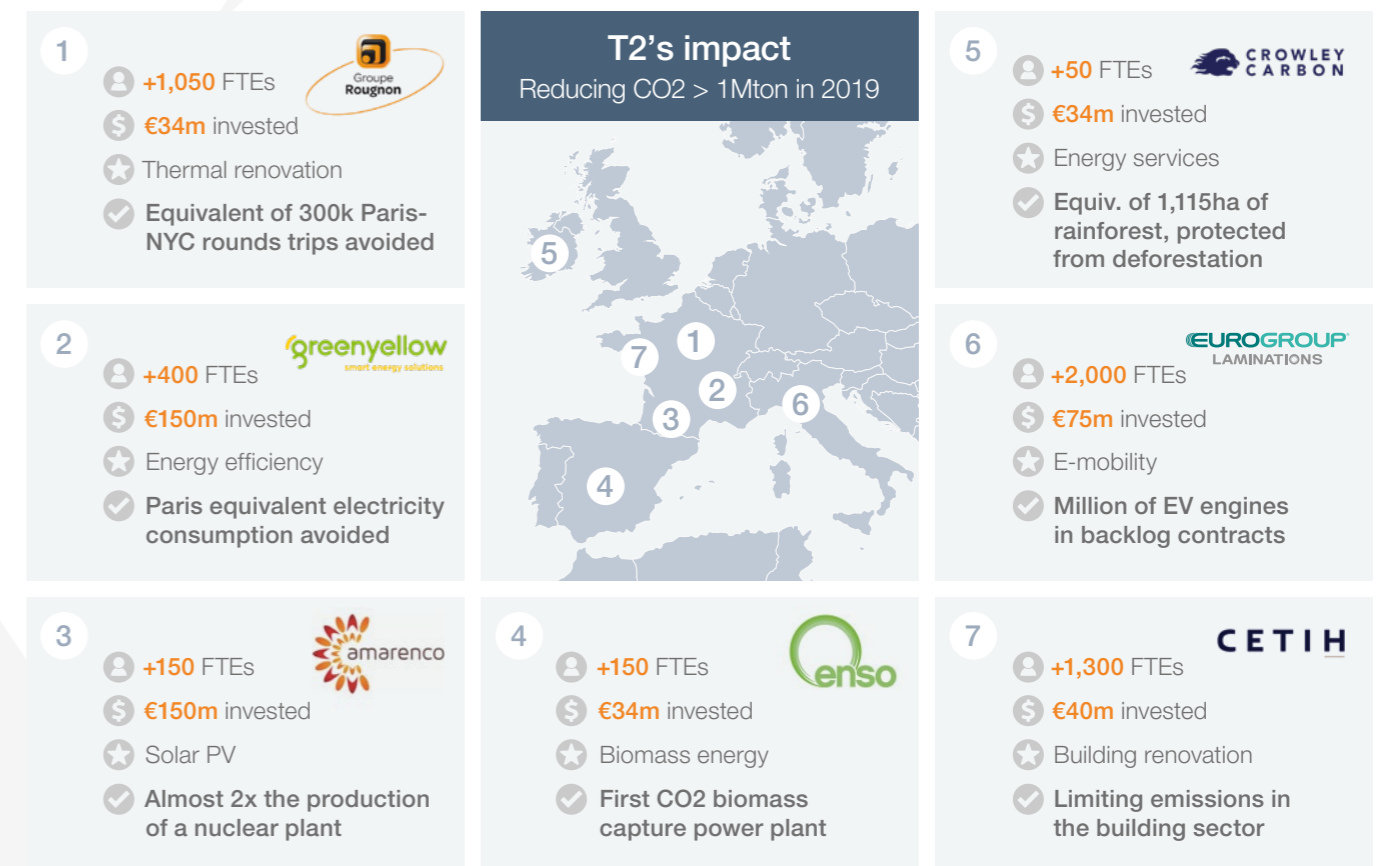 1
Groupe
Rougnon
+1,050 FTEs
€34m invested
Thermal renovation
Equivalent of 300k Paris-
NYC rounds trips avoided
2
greenyellow
smart energy solutions
+400 FTEs
€150m invested
Energy efficiency
Paris equivalent electricity
consumption avoided
3
amarenco
+150 FTEs
€150m invested
Solar PV
Almost 2x the production
of a nuclear plant
T2's impact
Reducing CO2 > 1Mton in 2019
5
1
7
2
6
3
4
4
enso
+150 FTEs
€34m invested
Biomass energy
First CO2 biomass
capture power plant
5
CROWLEY
CARBON
+50 FTEs
€34m invested
Energy services
Equiv. of 1,115ha of
rainforest, protected
from deforestation
6
EUROGROUP
LAMINATIONS
+2,000 FTEs
€75m invested
E-mobility
Million of EV engines
in backlog contracts
7
CETIH
+1,300 FTEs
€40m invested
Building renovation
Limiting emissions in
the building sector